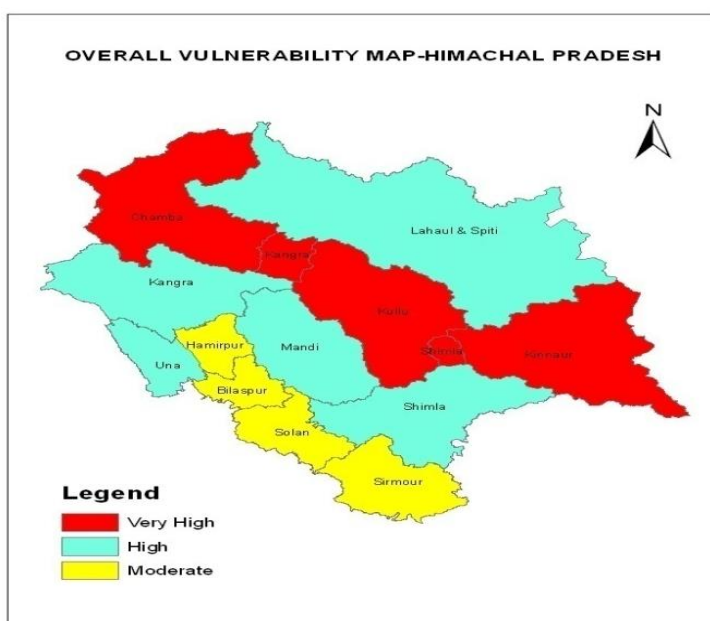 OVERALL VULNERABILITY MAP-HIMACHAL PRADESH
N
Chamba
Lahaul & Spiti
Kangra
Kangra
Kullu
Hamirpur
Mandi
Shimla
Kinnaur
Una
Bilaspur
Shimla
Solan
Sirmour
Legend
Very High
High
Moderate